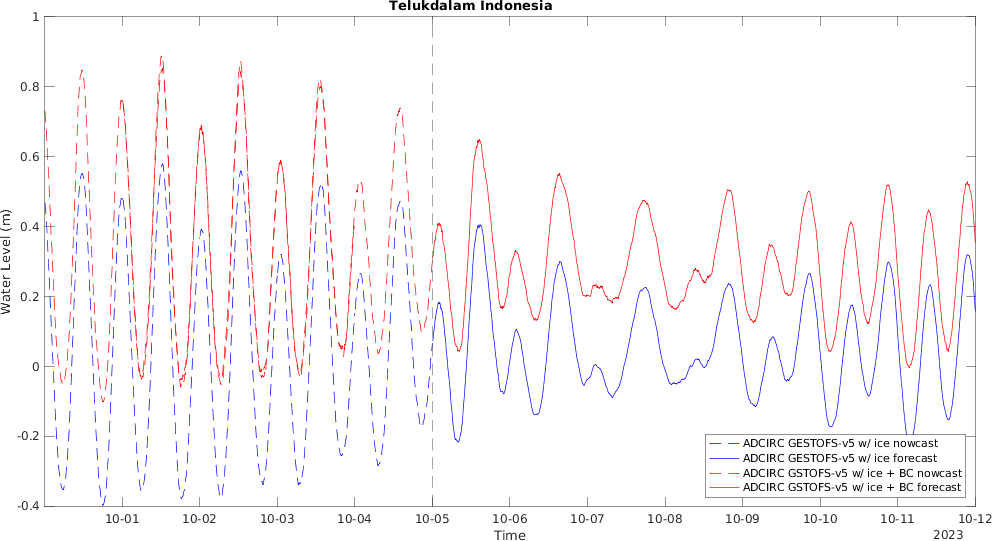 Telukdalam Indonesia
Water Level (m)
1
0.8
0.6
0.4
0.2
0
-0.2
-0.4
ADCIRC GESTOFS-v5 w/ ice nowcast
ADCIRC GESTOFS-v5 w/ ice forecast
ADCIRC GSTOFS-v5 w/ ice + BC nowcast
ADCIRC GSTOFS-v5 w/ ice + BC forecast
10-01 10-02 10-03 10-04 10-05 10-06 10-07 10-08 10-09 10-10 10-11 10-12
Time
2023